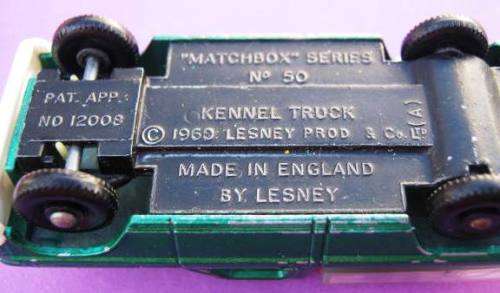 "MATCHBOX" SERIES
Nº 50
PAT. APP.
NO 12008
KENNEL TRUCK
© 1969 LESNEY PROD & Co. LTD (A)
MADE IN ENGLAND
BY LESNEY